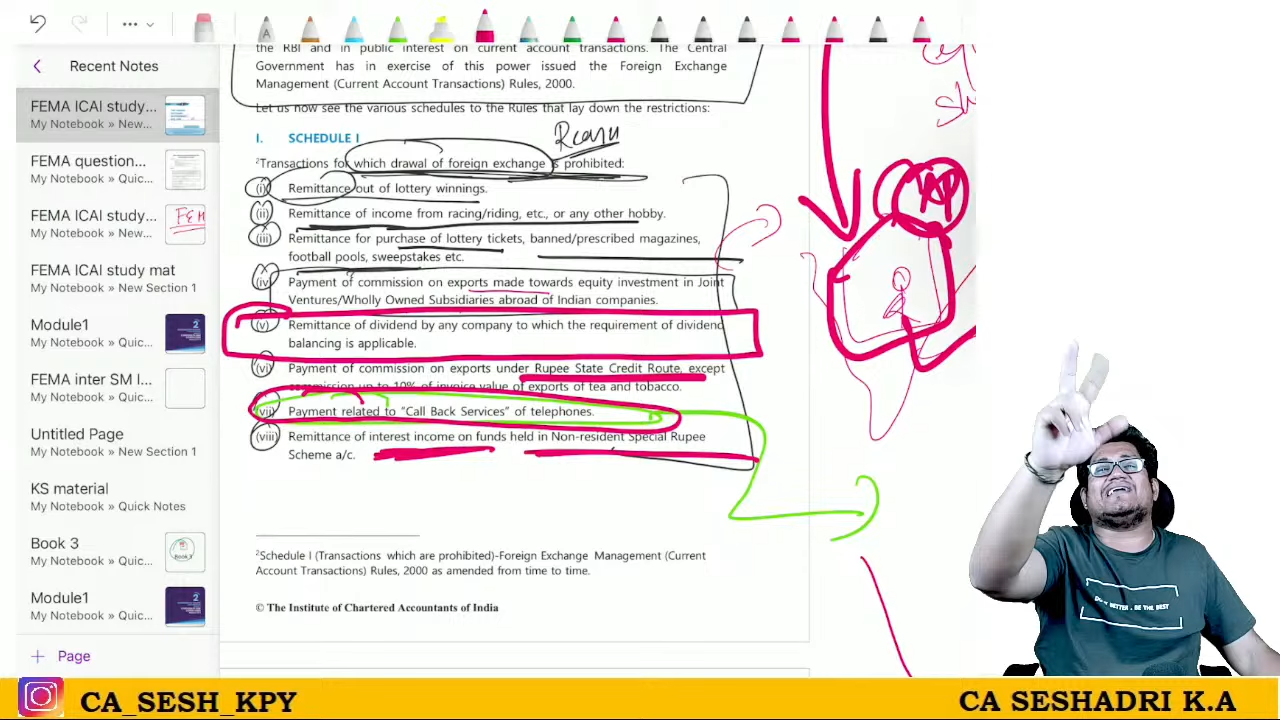 Recent Notes
FEMA ICAI study...
My Notebook » New...
FEMA question...
My Notebook » Quic...
FEMA ICAI study...
My Notebook » New...
FEM
FEMA ICAI study mat
My Notebook » New Section 1
Module1
My Notebook » Quic...
2
FEMA inter SM I...
My Notebook » Quic...
Untitled Page
My Notebook » New Section 1
KS material
My Notebook » Quick Notes
Book 3
My Notebook » Quic...
Book 3
Module1
My Notebook » Quic...
2
+ Page
the RBI and in public interest on current account transactions. The Central
Government has in exercise of this power issued the Foreign Exchange
Management (Current Account Transactions) Rules, 2000.
Let us now see the various schedules to the Rules that lay down the restrictions:
I. SCHEDULE I
²Transactions for which drawal of foreign exchange is prohibited:
(i) Remittance out of lottery winnings.
(ii) Remittance of income from racing/riding, etc., or any other hobby.
(iii) Remittance for purchase of lottery tickets, banned/prescribed magazines,
football pools, sweepstakes etc.
(iv) Payment of commission on exports made towards equity investment in Joint
Ventures/Wholly Owned Subsidiaries abroad of Indian companies.
(v) Remittance of dividend by any company to which the requirement of dividend
balancing is applicable.
(vi) Payment of commission on exports under Rupee State Credit Route, except
commission up to 10% of invoice value of exports of tea and tobacco.
(vii) Payment related to "Call Back Services" of telephones.
(viii) Remittance of interest income on funds held in Non-resident Special Rupee
Scheme a/c.
²Schedule I (Transactions which are prohibited)-Foreign Exchange Management (Current
Account Transactions) Rules, 2000 as amended from time to time.
© The Institute of Chartered Accountants of India
CA_SESH_KPY
CA SESHADRI K.A